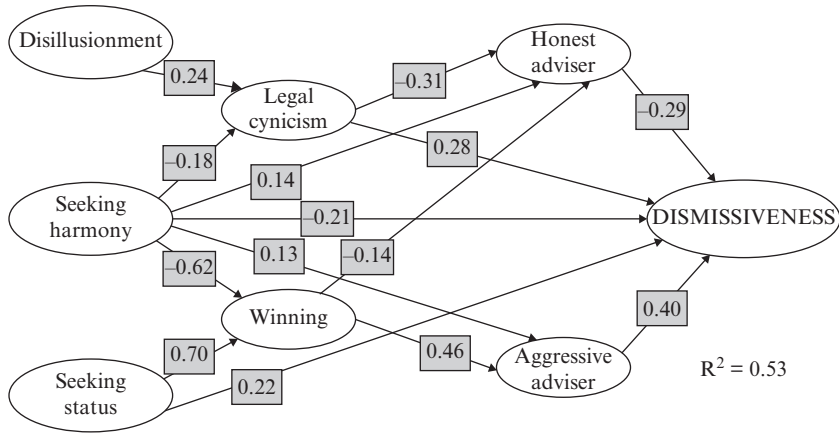 Disillusionment
Honest
adviser
0.24
–0.31
Legal
cynicism
–0.29
–0.18
0.14
0.28
Seeking
harmony
–0.21
DISMISSIVENESS
–0.62
0.13
–0.14
Winning
0.40
0.70
0.46
Seeking
status
0.22
Aggressive
adviser
R² = 0.53